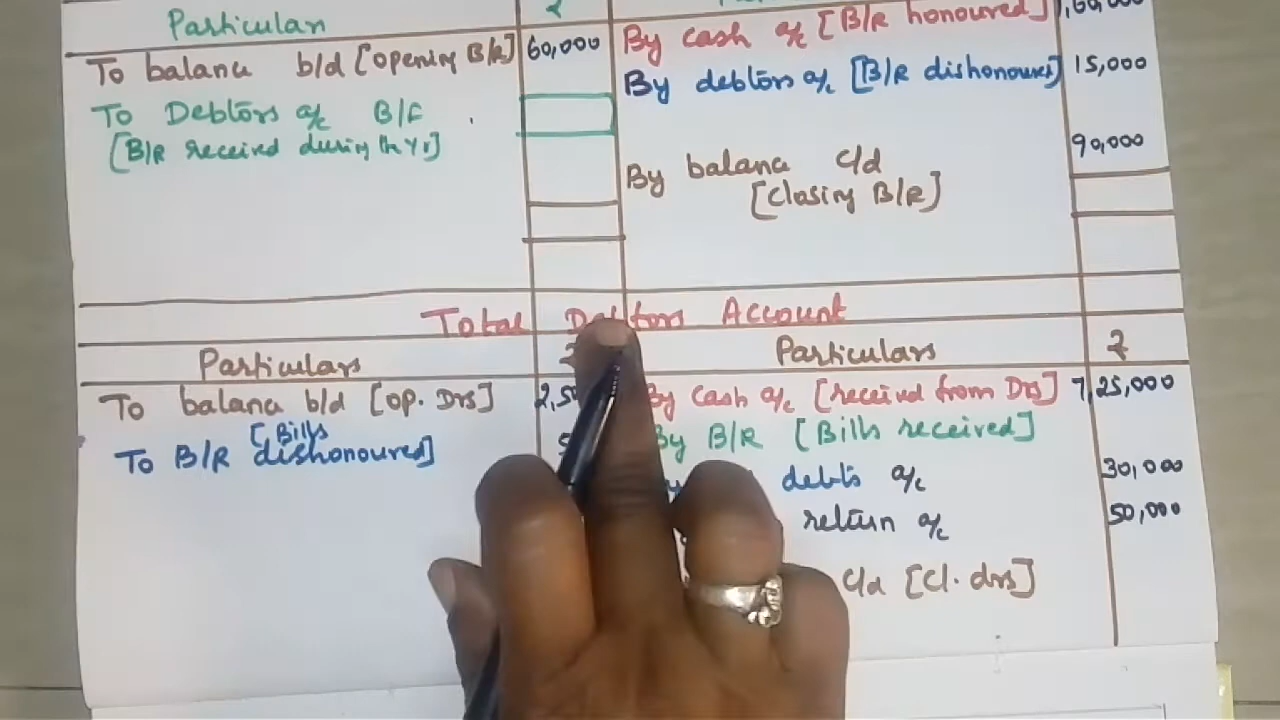 Particular ₹
To balance b/d [opening B/R] 60,000 By cash a/c [B/R honoured]
By debtors a/c [B/R dishonoured] 15,000
To Debtors a/c B/F
[B/R received during the Yr]
90,000
By balance c/d
[Closing B/R]
Total Debtors Account
Particulars Particulars ₹
To balance b/d [op. Drs] By cash a/c [received from Drs] 7,25,000
[Bills
To B/R dishonoured] By B/R [Bills received]
debts a/c 30,000
return a/c 50,000
c/d [Cl. drs]